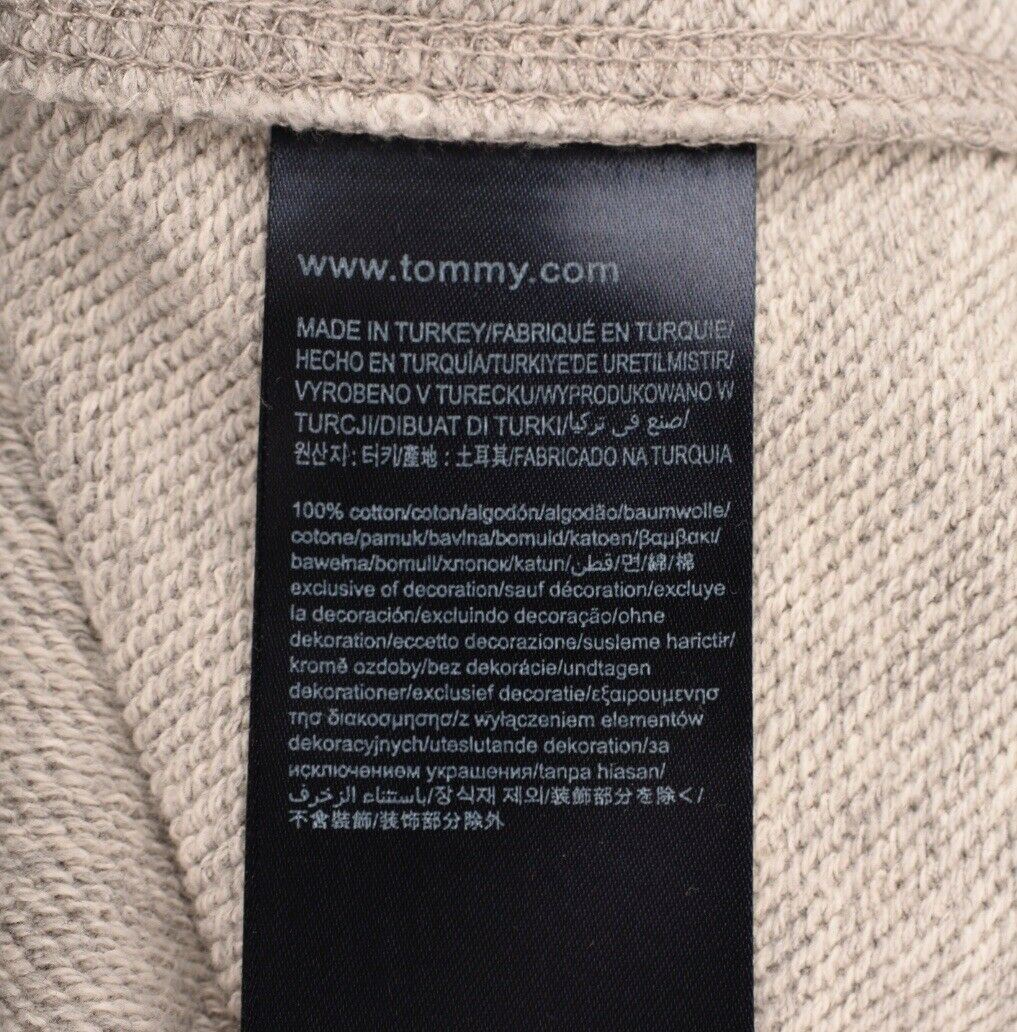 www.tommy.com
MADE IN TURKEY/FABRIQUÉ EN TURQUIE/
HECHO EN TURQUÍA/TURKIYE DE URETILMISTIR/
VYROBENO V TURECKU/WYPRODUKOWANO W
TURCJI/DIBUAT DI TURKI/صنع في تركيا/
원산지: 터키/產地: 土耳其/FABRICADO NA TURQUIA
100% cotton/coton/algodón/algodão/baumwolle/
cotone/pamuk/bavlna/bomuld/katoen/βαμβακι/
bawełna/bomull/хлопок/katun/قطن/면/綿/棉
exclusive of decoration/sauf décoration/excluye
la decoración/excluindo decoração/ohne
dekoration/eccetto decorazione/susleme harictir/
kromě ozdoby/bez dekorácie/undtagen
dekorationer/exclusief decoratie/εξαιρουμενησ
τησ διακοσμησησ/z wyłączeniem elementów
dekoracyjnych/uteslutande dekoration/за
исключением украшения/tanpa hiasan/
باستثناء الزخرف/장식재 제외/装飾部分を除く/
不含裝飾/装饰部分除外